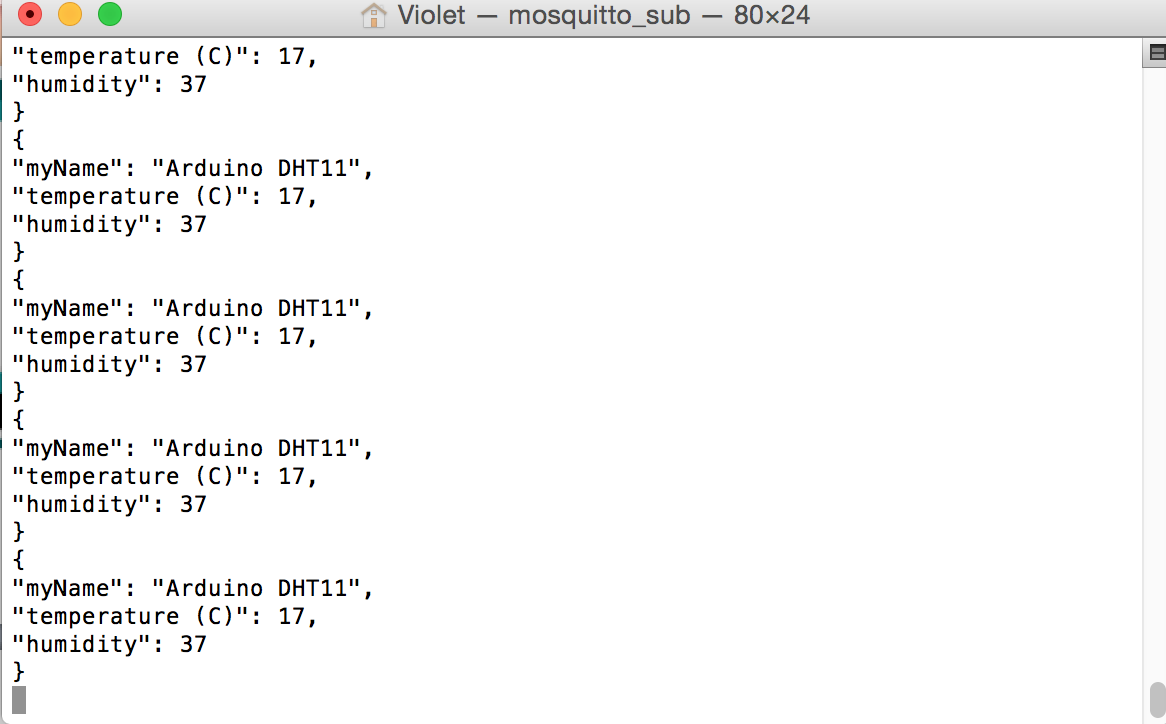 Violet — mosquitto_sub — 80×24
"temperature (C)": 17,
"humidity": 37
}
{
"myName": "Arduino DHT11",
"temperature (C)": 17,
"humidity": 37
}
{
"myName": "Arduino DHT11",
"temperature (C)": 17,
"humidity": 37
}
{
"myName": "Arduino DHT11",
"temperature (C)": 17,
"humidity": 37
}
{
"myName": "Arduino DHT11",
"temperature (C)": 17,
"humidity": 37
}